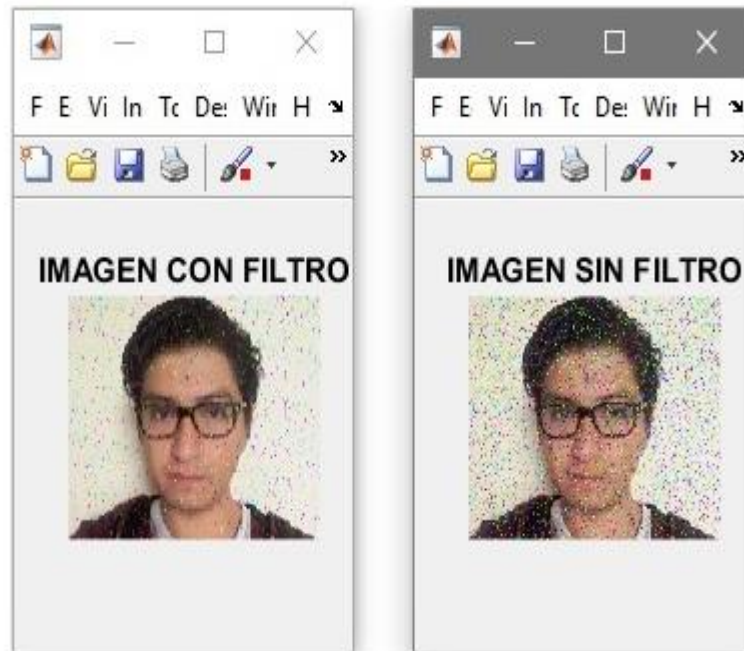 F E Vi In Tc De: Wir H
IMAGEN CON FILTRO
F E Vi In Tc De: Wir H
IMAGEN SIN FILTRO